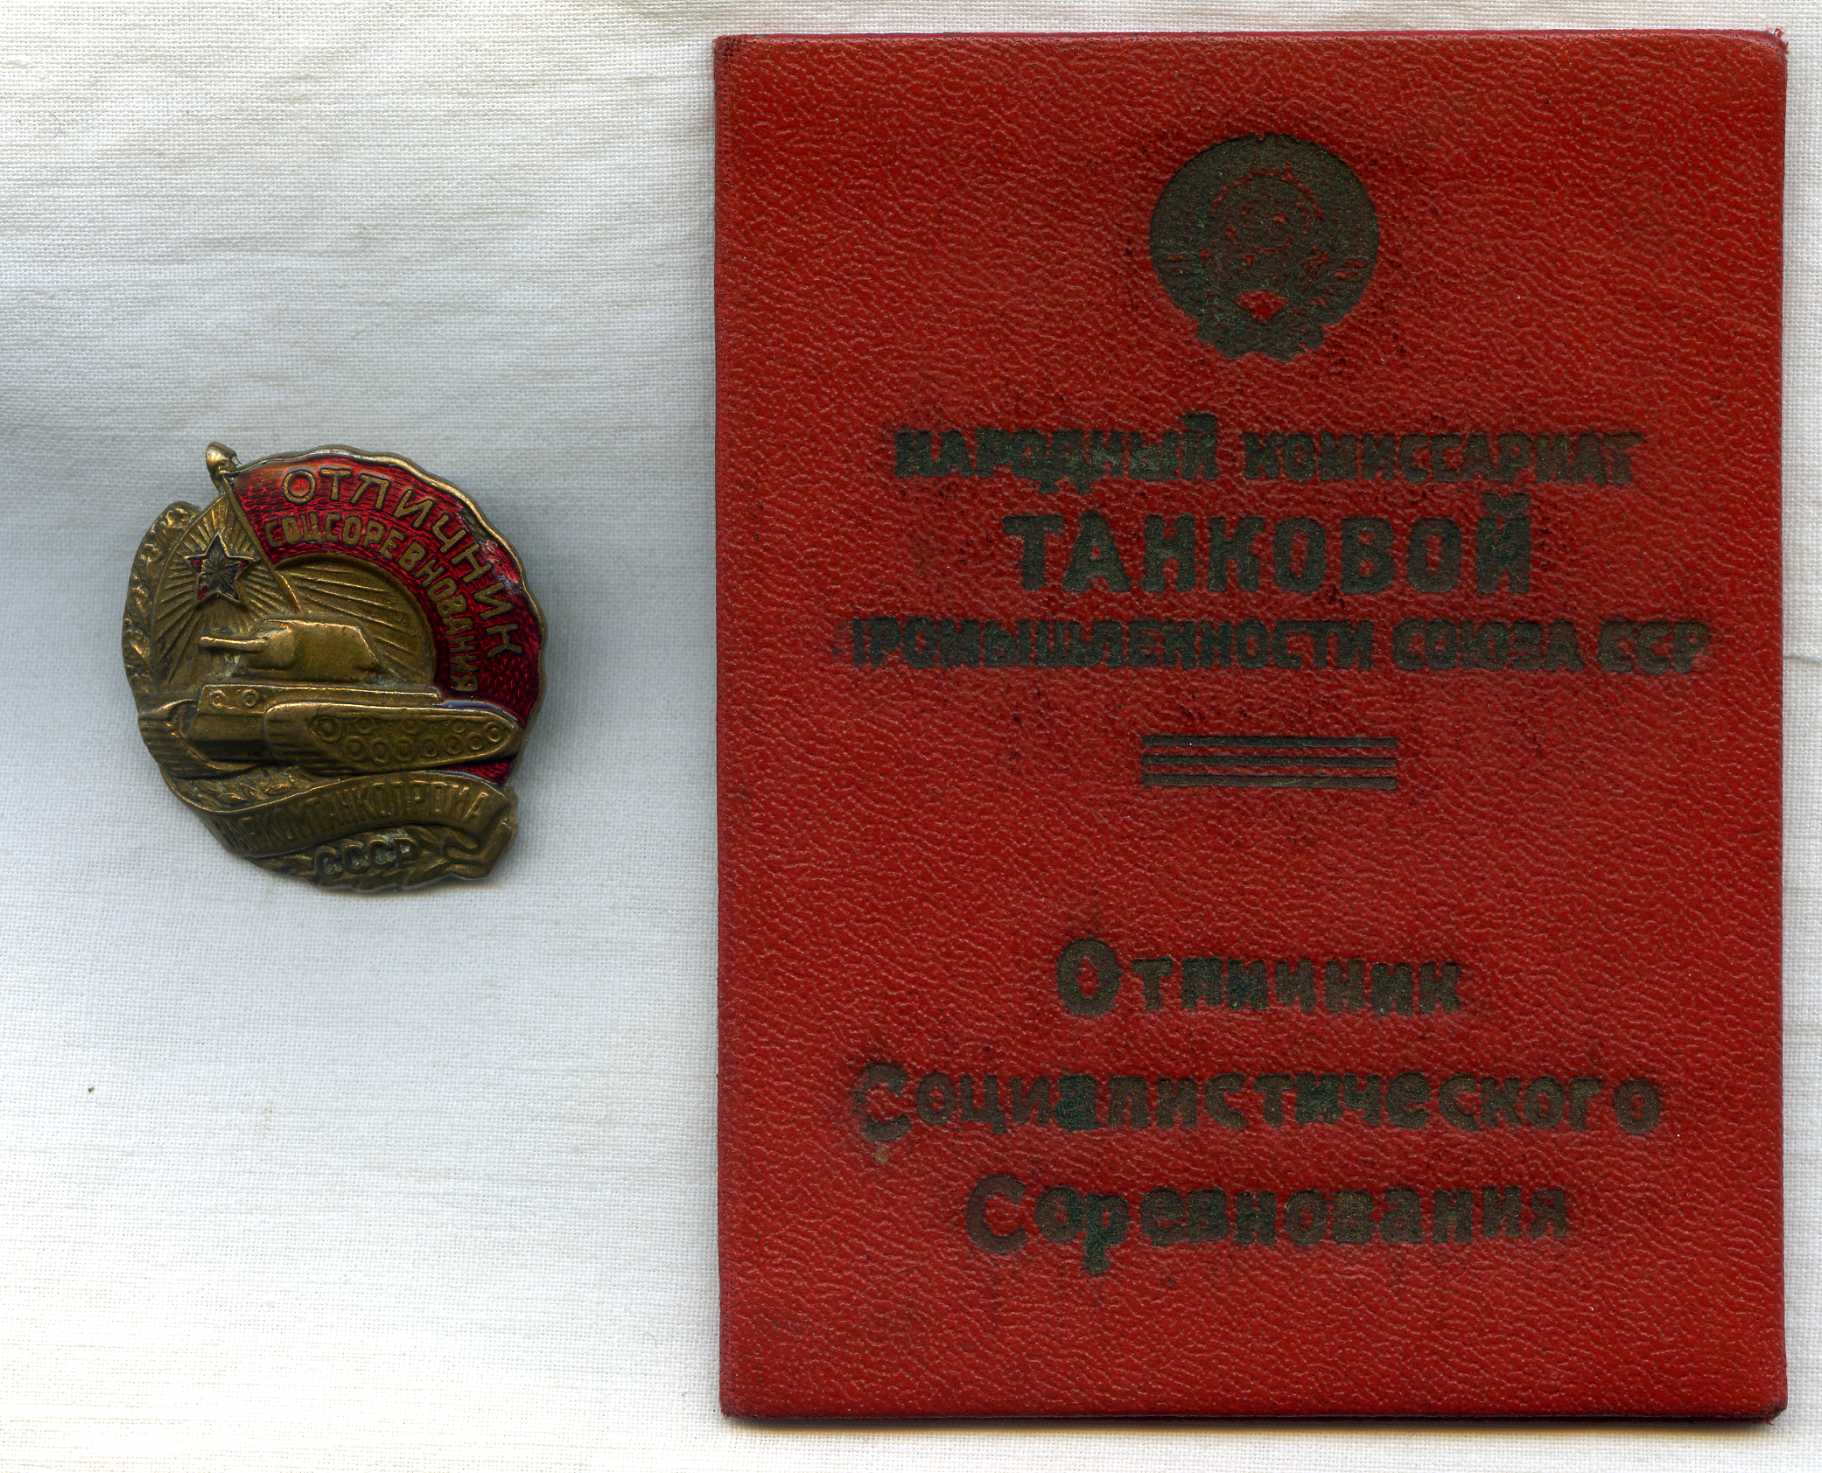 ОТЛИЧНИК
СОЦСОРЕВНОВАНИЯ
НАРКОМТАНКОПРОМА
СССР
НАРОДНЫЙ КОМИССАРИАТ
ТАНКОВОЙ
ПРОМЫШЛЕННОСТИ СОЮЗА ССР
Отличник
Социалистического
Соревнования